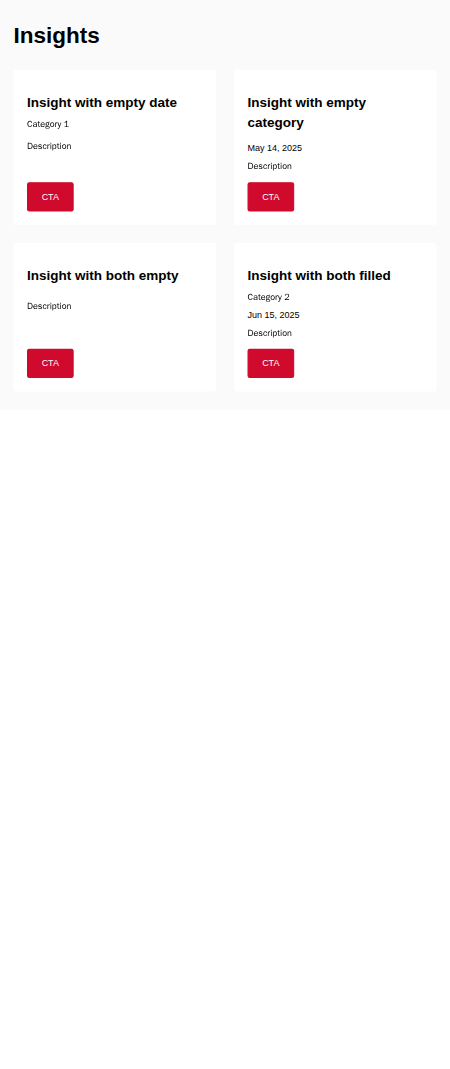 Insights
Insight with empty date
Category 1
Description
CTA
Insight with empty
category
May 14, 2025
Description
CTA
Insight with both empty
Description
CTA
Insight with both filled
Category 2
Jun 15, 2025
Description
CTA